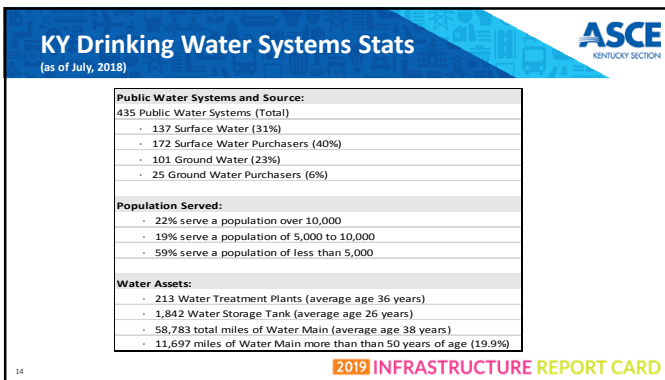 KY Drinking Water Systems Stats
(as of July, 2018)
ASCE
KENTUCKY SECTION
Public Water Systems and Source:
435 Public Water Systems (Total)
· 137 Surface Water (31%)
· 172 Surface Water Purchasers (40%)
· 101 Ground Water (23%)
· 25 Ground Water Purchasers (6%)
Population Served:
· 22% serve a population over 10,000
· 19% serve a population of 5,000 to 10,000
· 59% serve a population of less than 5,000
Water Assets:
· 213 Water Treatment Plants (average age 36 years)
· 1,842 Water Storage Tank (average age 26 years)
· 58,783 total miles of Water Main (average age 38 years)
· 11,697 miles of Water Main more than than 50 years of age (19.9%)
14
2019 INFRASTRUCTURE REPORT CARD